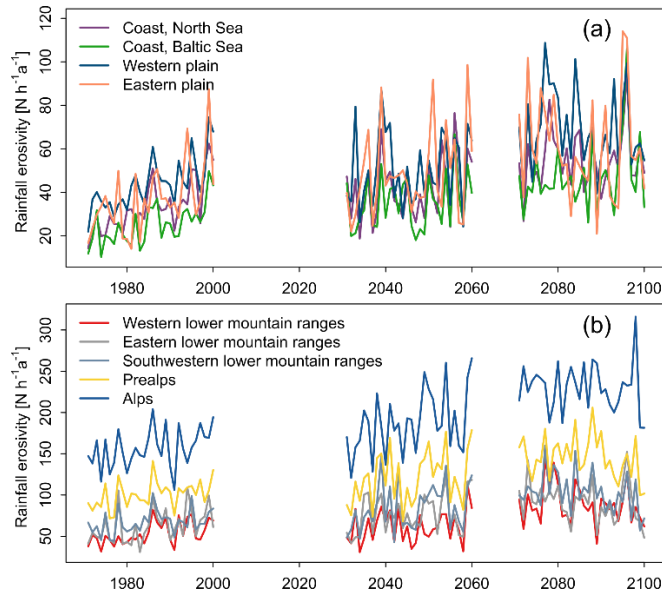 (a)
Coast, North Sea
Coast, Baltic Sea
Western plain
Eastern plain
Rainfall erosivity [N h⁻¹a⁻¹]
120
100
80
60
40
20
1980 2000 2020 2040 2060 2080 2100
(b)
Western lower mountain ranges
Eastern lower mountain ranges
Southwestern lower mountain ranges
Prealps
Alps
Rainfall erosivity [N h⁻¹a⁻¹]
300
250
200
150
100
50
1980 2000 2020 2040 2060 2080 2100